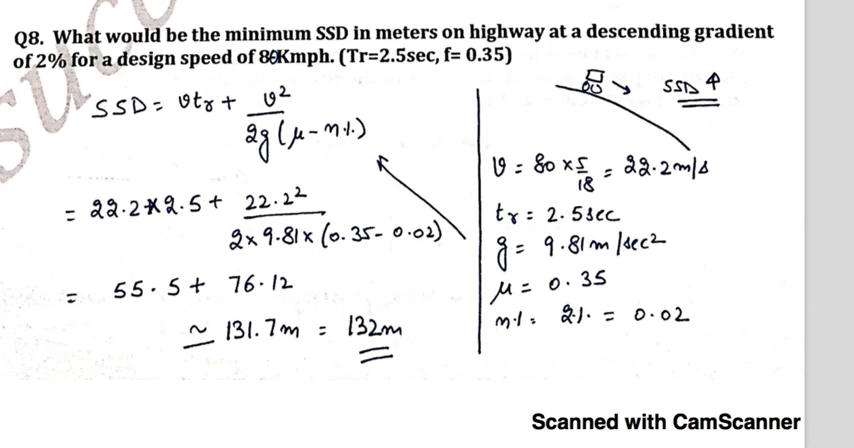 Q8. What would be the minimum SSD in meters on highway at a descending gradient
of 2% for a design speed of 80Kmph. (Tr=2.5sec, f= 0.35)
SSD = vtr + v²
2g (μ - n%)
SSD ↑
= 22.2 × 2.5 + 22.2²
2 × 9.81 × (0.35 - 0.02)
= 55.5 + 76.12
≃ 131.7m = 132m
v = 80 × 5/18 = 22.2 m/s
tr = 2.5 sec
g = 9.81 m/sec²
μ = 0.35
n% = 2% = 0.02
Scanned with CamScanner